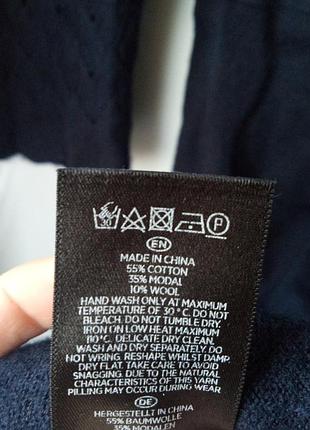 30
P
EN
MADE IN CHINA
55% COTTON
35% MODAL
10% WOOL
HAND WASH ONLY AT MAXIMUM
TEMPERATURE OF 30 °C. DO NOT
BLEACH. DO NOT TUMBLE DRY.
IRON ON LOW HEAT MAXIMUM
110°C. DELICATE DRY CLEAN.
WASH AND DRY SEPARATELY. DO
NOT WRING. RESHAPE WHILST DAMP.
DRY FLAT. TAKE CARE TO AVOID
SNAGGING. DUE TO THE NATURAL
CHARACTERISTICS OF THIS YARN
PILLING MAY OCCUR DURING WEAR
DE
HERGESTELLT IN CHINA
55% BAUMWOLLE
35% MODALEN